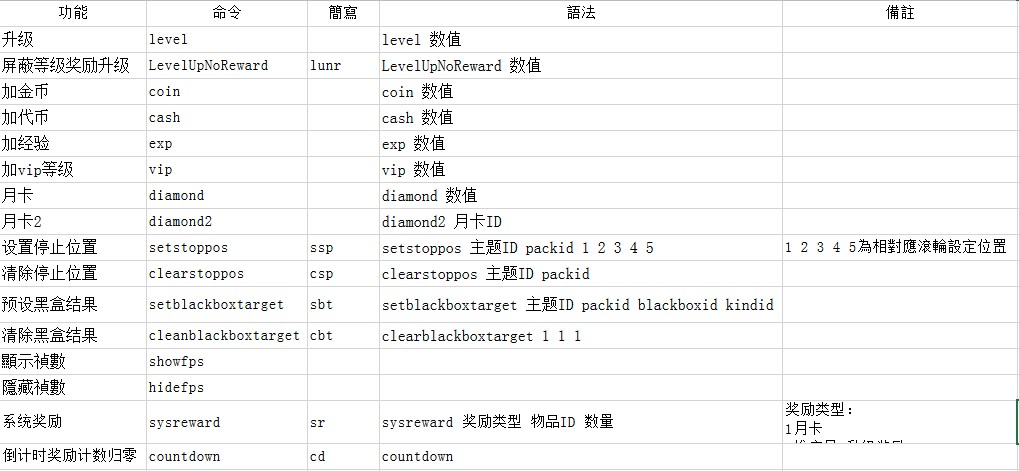 功能 命令 簡寫 語法 備註
升级 level level 数值
屏蔽等级奖励升级 LevelUpNoReward lunr LevelUpNoReward 数值
加金币 coin coin 数值
加代币 cash cash 数值
加经验 exp exp 数值
加vip等级 vip vip 数值
月卡 diamond diamond 数值
月卡2 diamond2 diamond2 月卡ID
设置停止位置 setstoppos ssp setstoppos 主题ID packid 1 2 3 4 5 1 2 3 4 5為相對應滾輪設定位置
清除停止位置 clearstoppos csp clearstoppos 主题ID packid
预设黑盒结果 setblackboxtarget sbt setblackboxtarget 主题ID packid blackboxid kindid
清除黑盒结果 cleanblackboxtarget cbt clearblackboxtarget 1 1 1
顯示禎數 showfps
隱藏禎數 hidefps
系统奖励 sysreward sr sysreward 奖励类型 物品ID 数量 奖励类型:
1月卡
倒计时奖励计数归零 countdown cd countdown